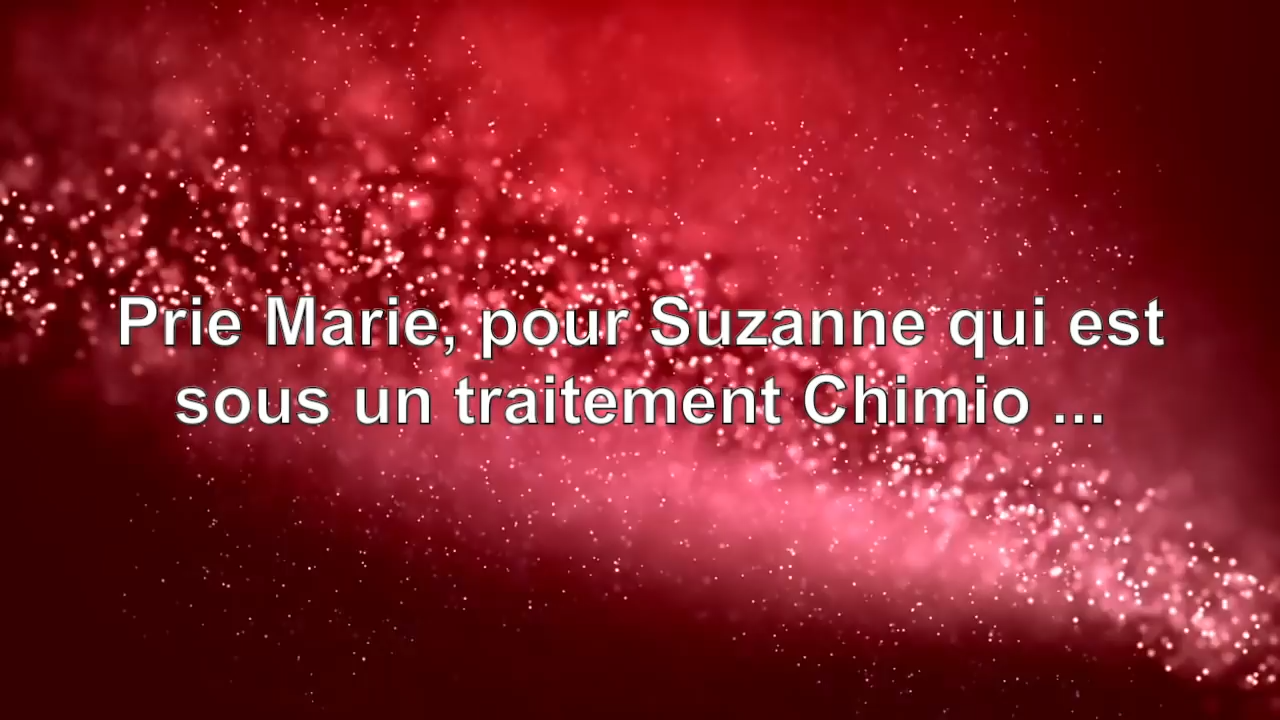 Prie Marie, pour Suzanne qui est
sous un traitement Chimio ...